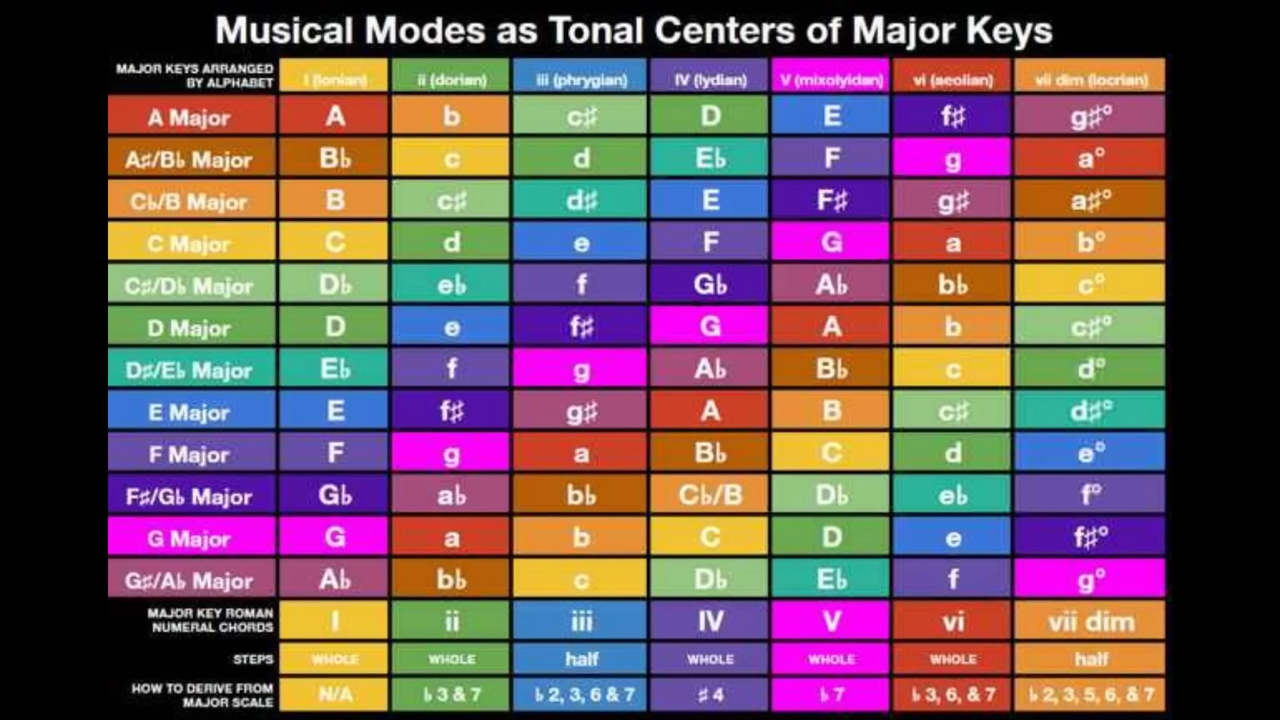 Musical Modes as Tonal Centers of Major Keys
MAJOR KEYS ARRANGED
BY ALPHABET
I (ionian) ii (dorian) iii (phrygian) IV (lydian) V (mixolyidan) vi (aeolian) vii dim (locrian)
A Major A b c♯ D E f♯ g♯°
A♯/B♭ Major B♭ c d E♭ F g a°
C♭/B Major B c♯ d♯ E F♯ g♯ a♯°
C Major C d e F G a b°
C♯/D♭ Major D♭ e♭ f G♭ A♭ b♭ c°
D Major D e f♯ G A b c♯°
D♯/E♭ Major E♭ f g A♭ B♭ c d°
E Major E f♯ g♯ A B c♯ d♯°
F Major F g a B♭ C d e°
F♯/G♭ Major G♭ a♭ b♭ C♭/B D♭ e♭ f°
G Major G a b C D e f♯°
G♯/A♭ Major A♭ b♭ c D♭ E♭ f g°
MAJOR KEY ROMAN
NUMERAL CHORDS
I ii iii IV V vi vii dim
STEPS WHOLE WHOLE half WHOLE WHOLE WHOLE half
HOW TO DERIVE FROM
MAJOR SCALE
N/A ♭ 3 & 7 ♭ 2, 3, 6 & 7 ♯ 4 ♭ 7 ♭ 3, 6, & 7 ♭ 2, 3, 5, 6, & 7